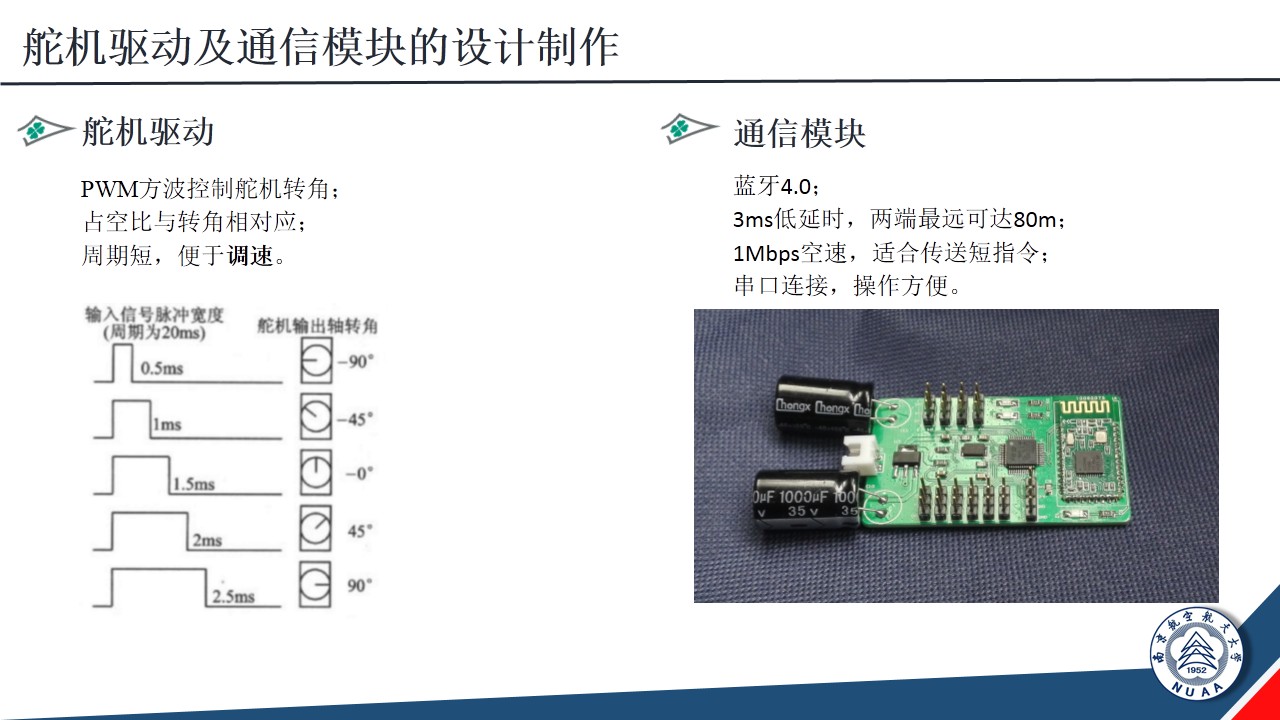 舵机驱动及通信模块的设计制作
舵机驱动
PWM方波控制舵机转角；
占空比与转角相对应；
周期短，便于调速。
输入信号脉冲宽度
(周期为20ms)
舵机输出轴转角
0.5ms
−90°
1ms
−45°
1.5ms
−0°
2ms
45°
2.5ms
90°
通信模块
蓝牙4.0；
3ms低延时，两端最远可达80m；
1Mbps空速，适合传送短指令；
串口连接，操作方便。
Chongx Chongx Cho
0μF 1000μF 100
v 35 v 35
南京航空航天大学
1952
NUAA